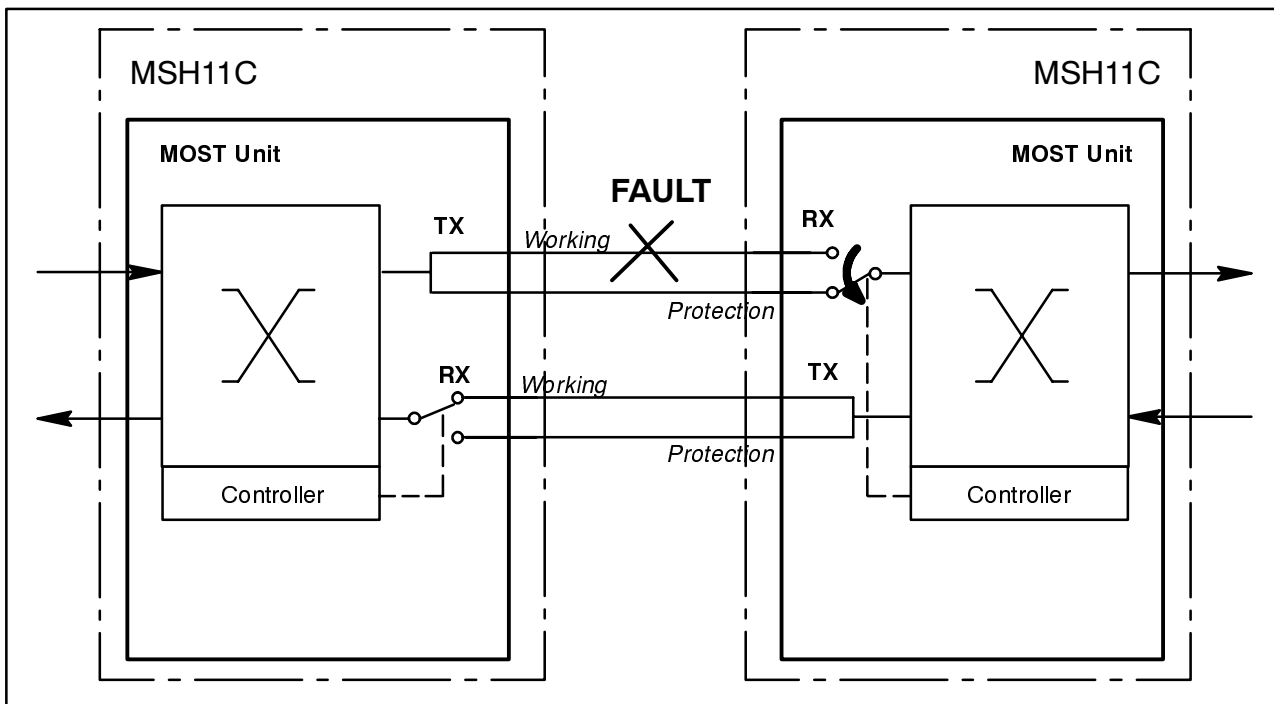 MSH11C
MSH11C
MOST Unit
MOST Unit
FAULT
TX
Working
RX
Protection
RX
Working
TX
Protection
Controller
Controller